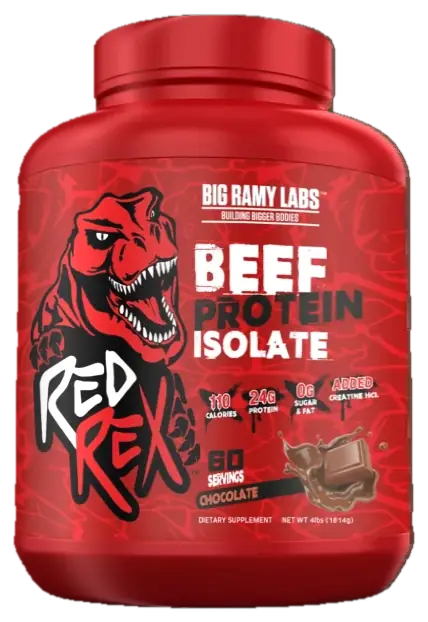 BIG RAMY LABS™
BUILDING BIGGER BODIES
BEEF
PROTEIN
ISOLATE
RED
REX
110
CALORIES
24G
PROTEIN
0G
SUGAR
& FAT
ADDED
CREATINE HCL
60
SERVINGS
CHOCOLATE
DIETARY SUPPLEMENT
NET WT 4lbs (1814g)